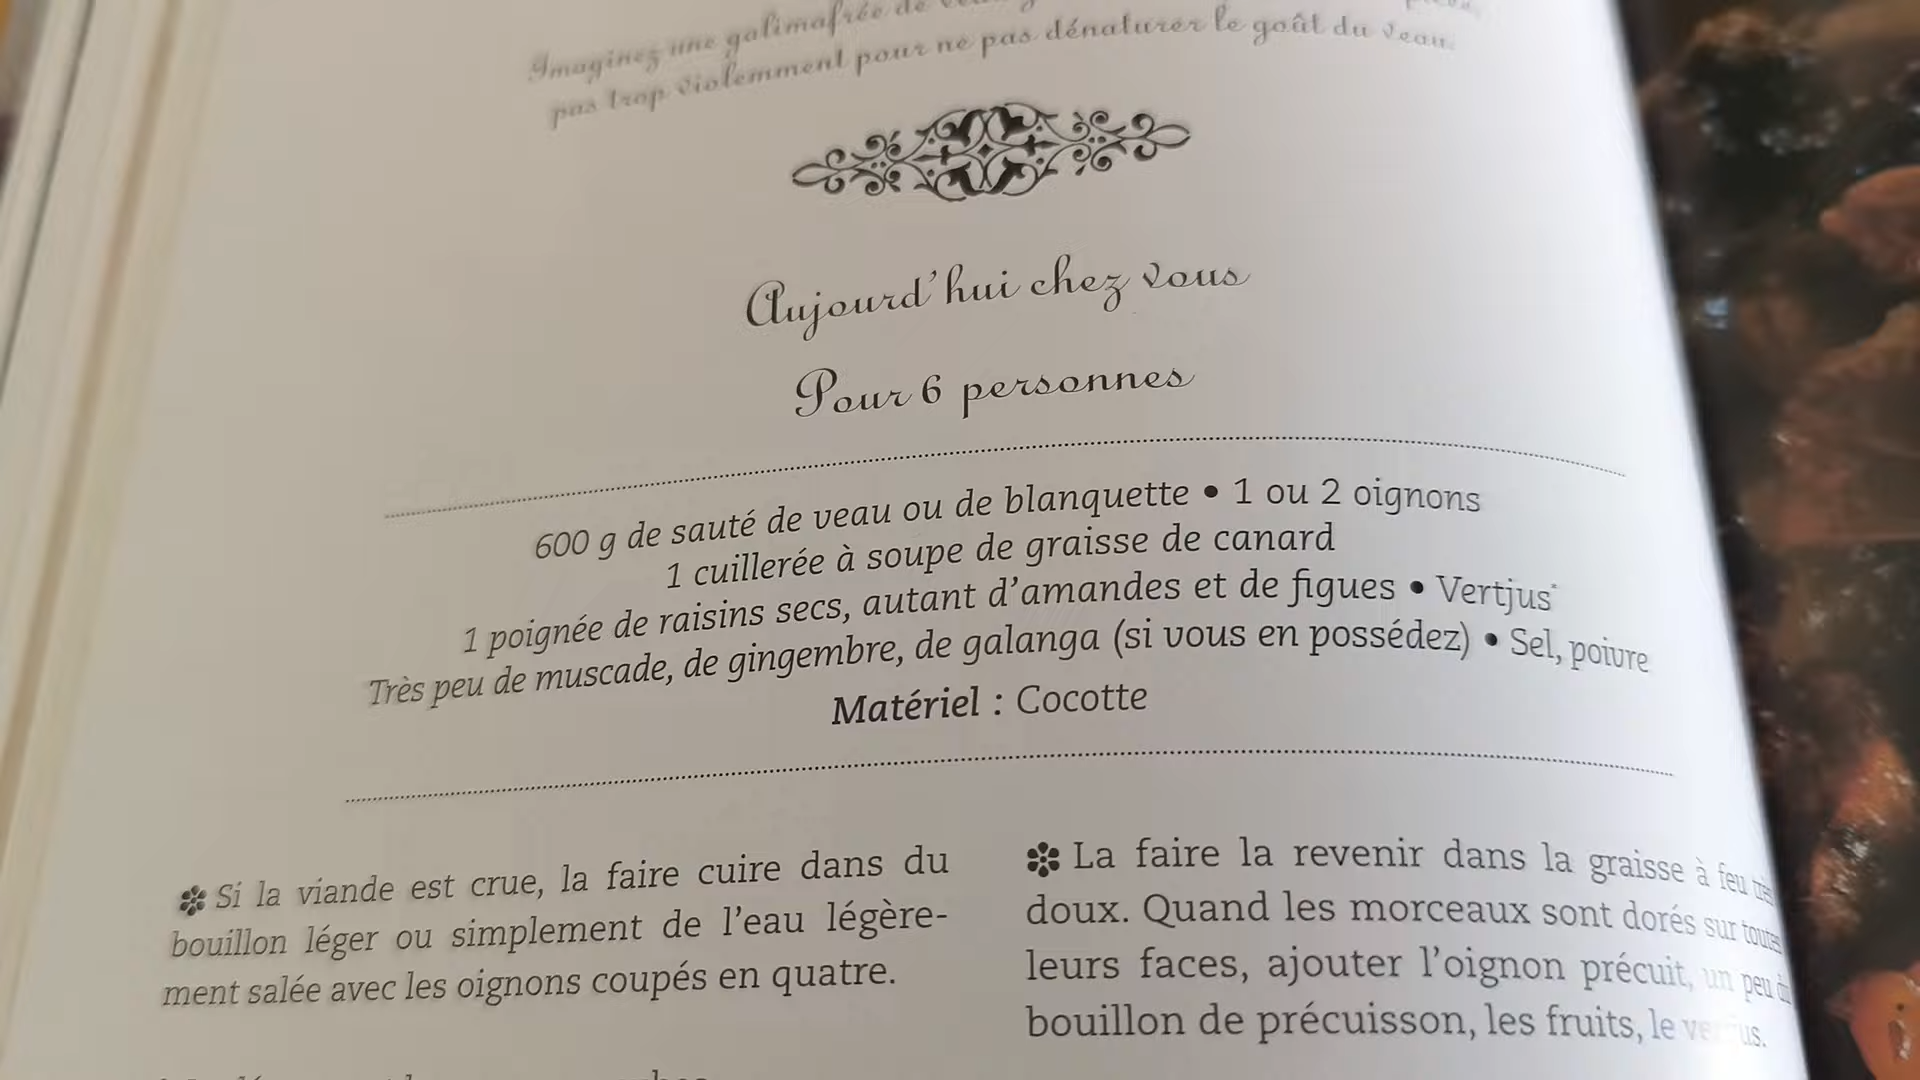 Imaginez une galimafrée de
pas trop violemment pour ne pas dénaturer le goût du veau.
Aujourd'hui chez vous
Pour 6 personnes
600 g de sauté de veau ou de blanquette • 1 ou 2 oignons
1 cuillerée à soupe de graisse de canard
1 poignée de raisins secs, autant d'amandes et de figues • Vertjus*
Très peu de muscade, de gingembre, de galanga (si vous en possédez) • Sel, poivre
Matériel : Cocotte
✽ Si la viande est crue, la faire cuire dans du
bouillon léger ou simplement de l'eau légère-
ment salée avec les oignons coupés en quatre.
✽ La faire la revenir dans la graisse à feu très
doux. Quand les morceaux sont dorés sur toutes
leurs faces, ajouter l'oignon précuit, un peu
bouillon de précuisson, les fruits, le